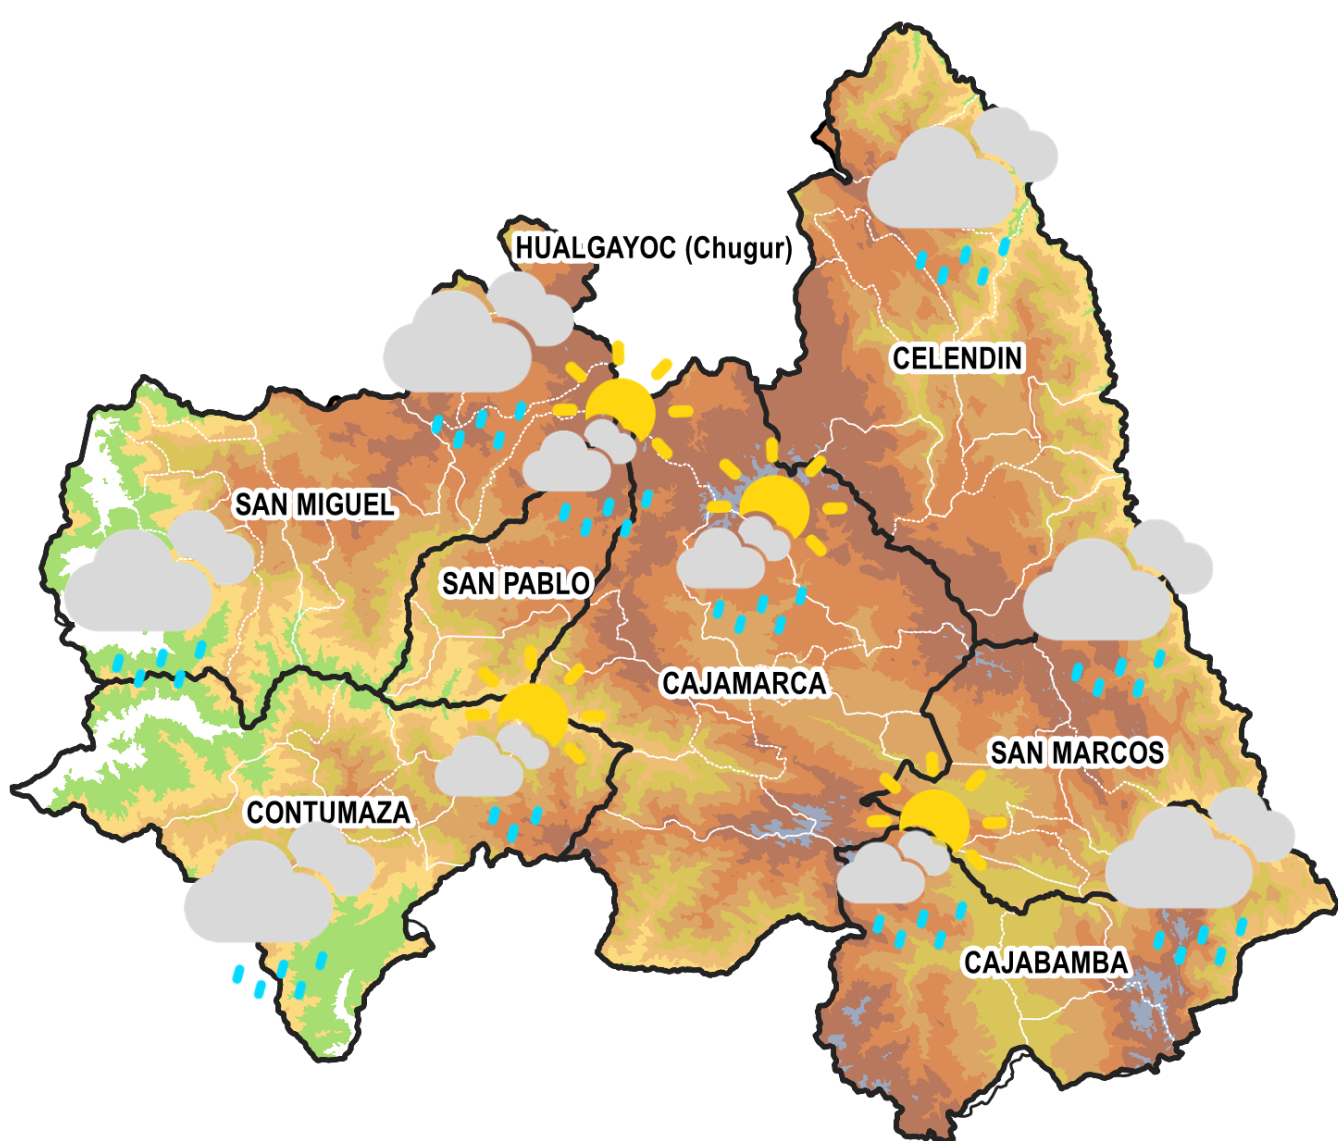 HUALGAYOC (Chugur)
CELENDIN
SAN MIGUEL
SAN PABLO
CAJAMARCA
SAN MARCOS
CONTUMAZA
CAJABAMBA